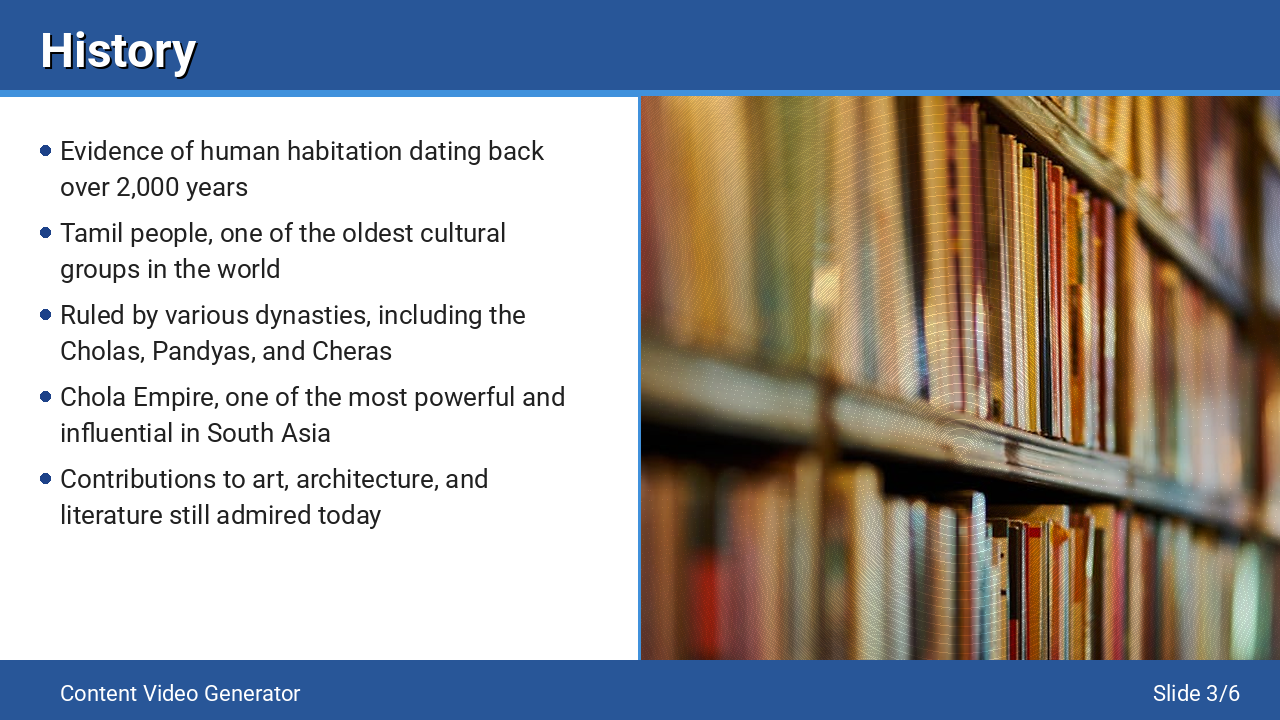 History
Evidence of human habitation dating back
over 2,000 years
Tamil people, one of the oldest cultural
groups in the world
Ruled by various dynasties, including the
Cholas, Pandyas, and Cheras
Chola Empire, one of the most powerful and
influential in South Asia
Contributions to art, architecture, and
literature still admired today
Content Video Generator
Slide 3/6